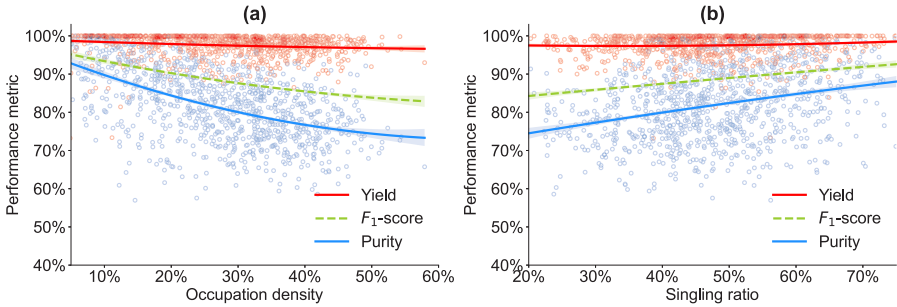 (a)
Performance metric
100%
90%
80%
70%
60%
50%
40%
10%
20%
30%
40%
50%
60%
Occupation density
Yield
F₁-score
Purity
(b)
Performance metric
100%
90%
80%
70%
60%
50%
40%
20%
30%
40%
50%
60%
70%
Singling ratio
Yield
F₁-score
Purity